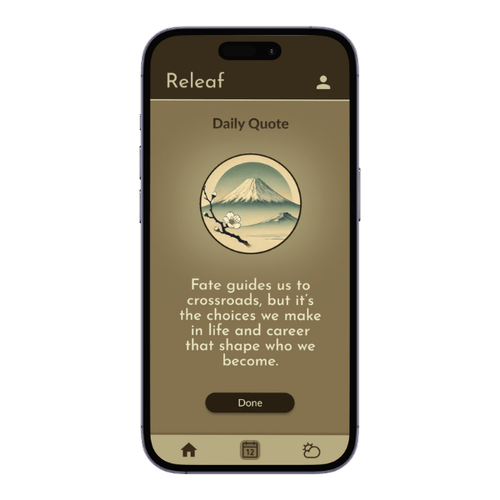 Releaf
Daily Quote
Fate guides us to
crossroads, but it's
the choices we make
in life and career
that shape who we
become.
Done
12